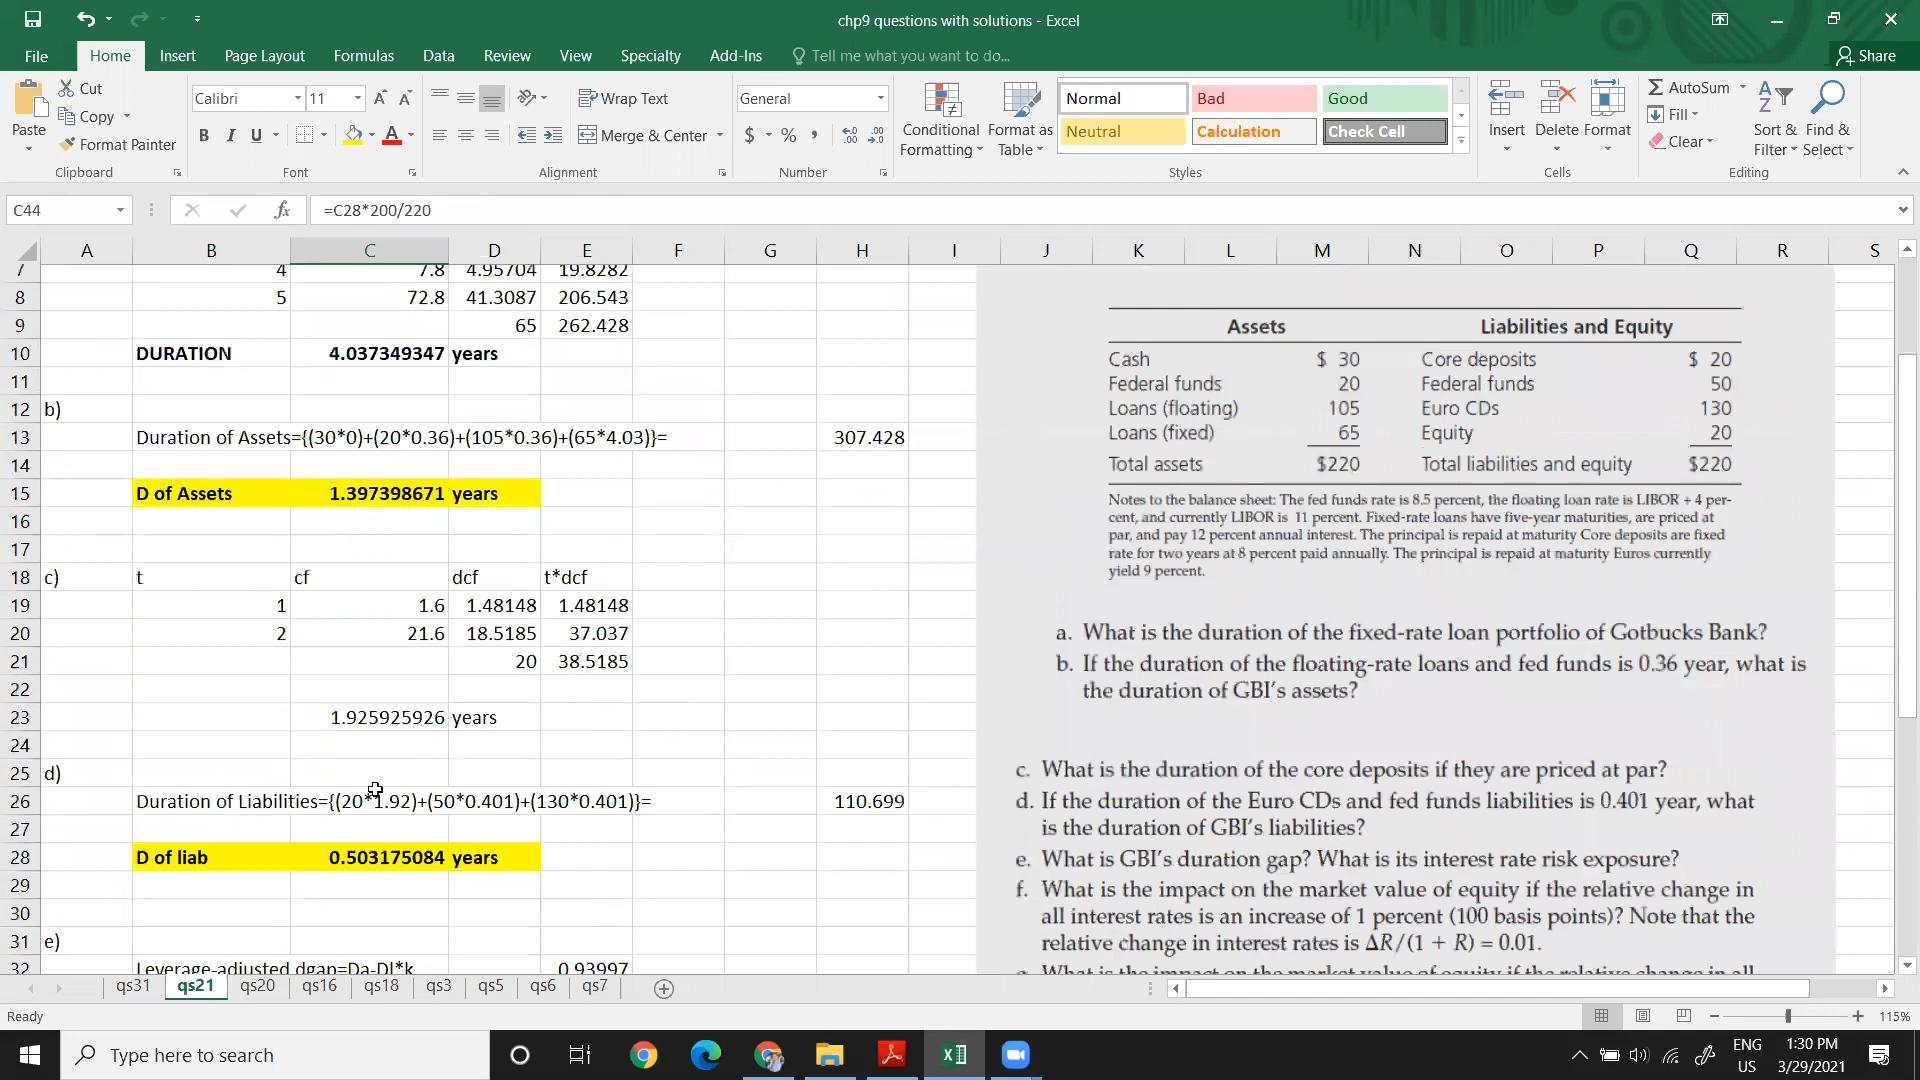 chp9 questions with solutions - Excel
File Home Insert Page Layout Formulas Data Review View Specialty Add-Ins Tell me what you want to do... Share
Paste Cut Copy Format Painter Clipboard
Calibri 11 A A B I U A Font
Wrap Text Merge & Center Alignment
General $ % , Number
Conditional Formatting Format as Table
Normal Bad Good
Neutral Calculation Check Cell
Styles
Insert Delete Format Cells
AutoSum Fill Clear Sort & Filter Find & Select Editing
C44 fx =C28*200/220
A B C D E F G H I J K L M N O P Q R S
7 4 7.8 4.95704 19.8282
8 5 72.8 41.3087 206.543
9 65 262.428
10 DURATION 4.037349347 years
11
12 b)
13 Duration of Assets={(30*0)+(20*0.36)+(105*0.36)+(65*4.03)}= 307.428
14
15 D of Assets 1.397398671 years
16
17
18 c) t cf dcf t*dcf
19 1 1.6 1.48148 1.48148
20 2 21.6 18.5185 37.037
21 20 38.5185
22
23 1.925925926 years
24
25 d)
26 Duration of Liabilities={(20*1.92)+(50*0.401)+(130*0.401)}= 110.699
27
28 D of liab 0.503175084 years
29
30
31 e)
32 Leverage-adjusted dgap=Da-Dl*k 0.93997
Assets Liabilities and Equity
Cash $ 30 Core deposits $ 20
Federal funds 20 Federal funds 50
Loans (floating) 105 Euro CDs 130
Loans (fixed) 65 Equity 20
Total assets $220 Total liabilities and equity $220
Notes to the balance sheet: The fed funds rate is 8.5 percent, the floating loan rate is LIBOR + 4 per-
cent, and currently LIBOR is 11 percent. Fixed-rate loans have five-year maturities, are priced at
par, and pay 12 percent annual interest. The principal is repaid at maturity Core deposits are fixed
rate for two years at 8 percent paid annually. The principal is repaid at maturity Euros currently
yield 9 percent.
a. What is the duration of the fixed-rate loan portfolio of Gotbucks Bank?
b. If the duration of the floating-rate loans and fed funds is 0.36 year, what is
the duration of GBI's assets?
c. What is the duration of the core deposits if they are priced at par?
d. If the duration of the Euro CDs and fed funds liabilities is 0.401 year, what
is the duration of GBI's liabilities?
e. What is GBI's duration gap? What is its interest rate risk exposure?
f. What is the impact on the market value of equity if the relative change in
all interest rates is an increase of 1 percent (100 basis points)? Note that the
relative change in interest rates is ΔR/(1 + R) = 0.01.
g. What is the impact on the market value of equity if the relative change in all
qs31 qs21 qs20 qs16 qs18 qs3 qs5 qs6 qs7
Ready 115%
Type here to search ENG US 1:30 PM 3/29/2021